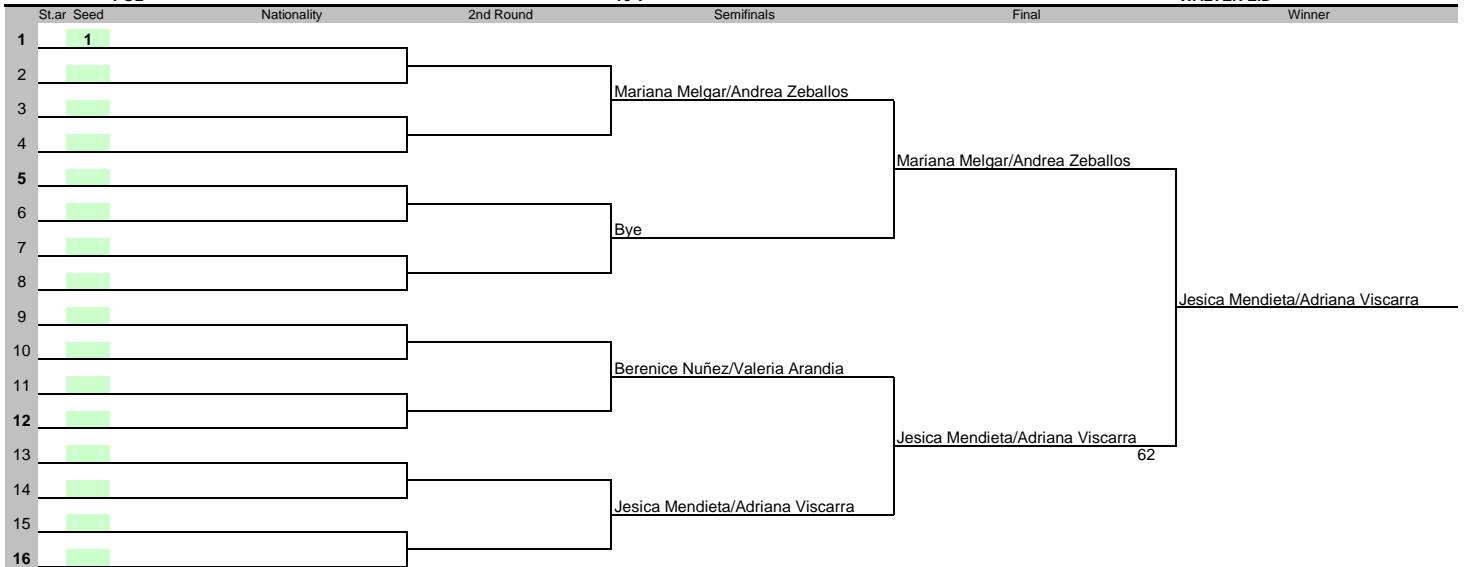 St.ar Seed Nationality 2nd Round Semifinals Final Winner
1 1
2
Mariana Melgar/Andrea Zeballos
3
4
Mariana Melgar/Andrea Zeballos
5
6
Bye
7
8
Jesica Mendieta/Adriana Viscarra
9
10
Berenice Nuñez/Valeria Arandia
11
12
Jesica Mendieta/Adriana Viscarra
13 62
14
Jesica Mendieta/Adriana Viscarra
15
16